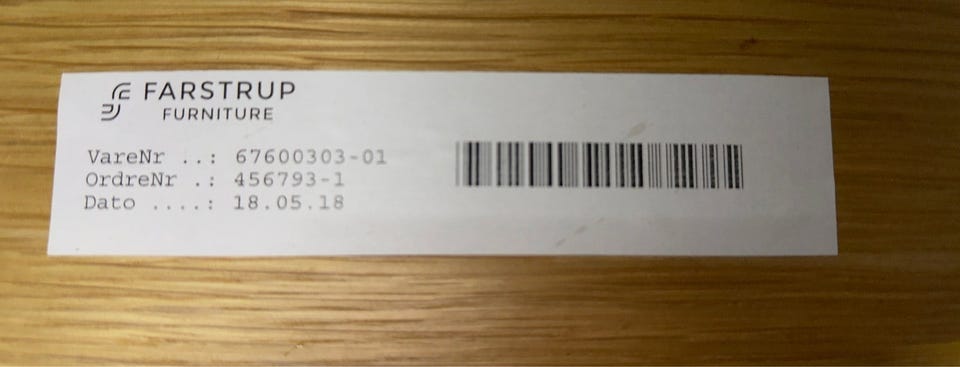 FARSTRUP
FURNITURE
VareNr ..: 67600303-01
OrdreNr .: 456793-1
Dato ....: 18.05.18